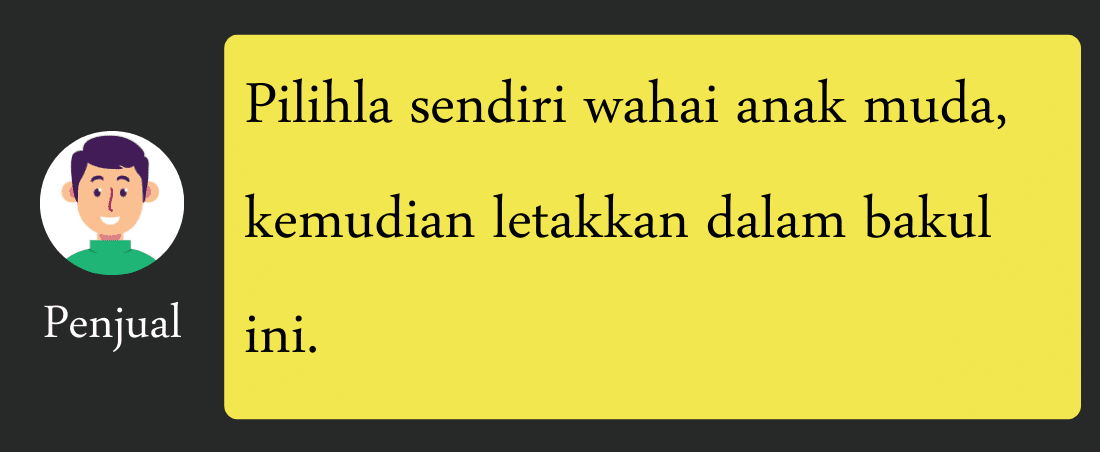 Pilihla sendiri wahai anak muda,
kemudian letakkan dalam bakul
ini.
Penjual